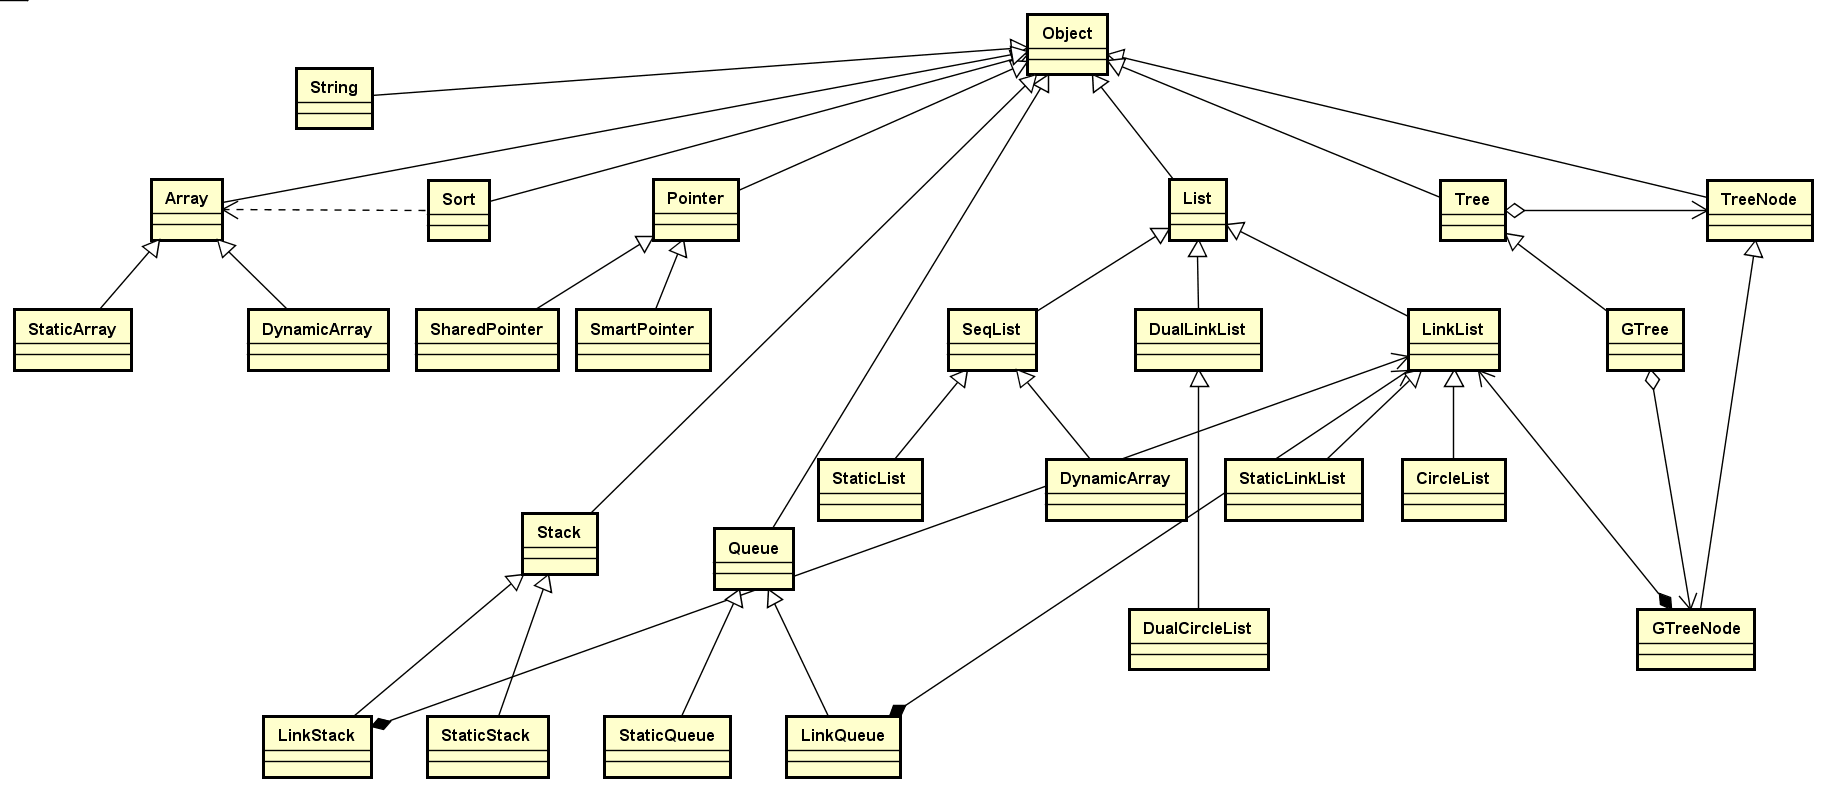 Object
String
Array
Sort
Pointer
List
Tree
TreeNode
StaticArray
DynamicArray
SharedPointer
SmartPointer
SeqList
DualLinkList
LinkList
GTree
StaticList
DynamicArray
StaticLinkList
CircleList
Stack
Queue
DualCircleList
GTreeNode
LinkStack
StaticStack
StaticQueue
LinkQueue